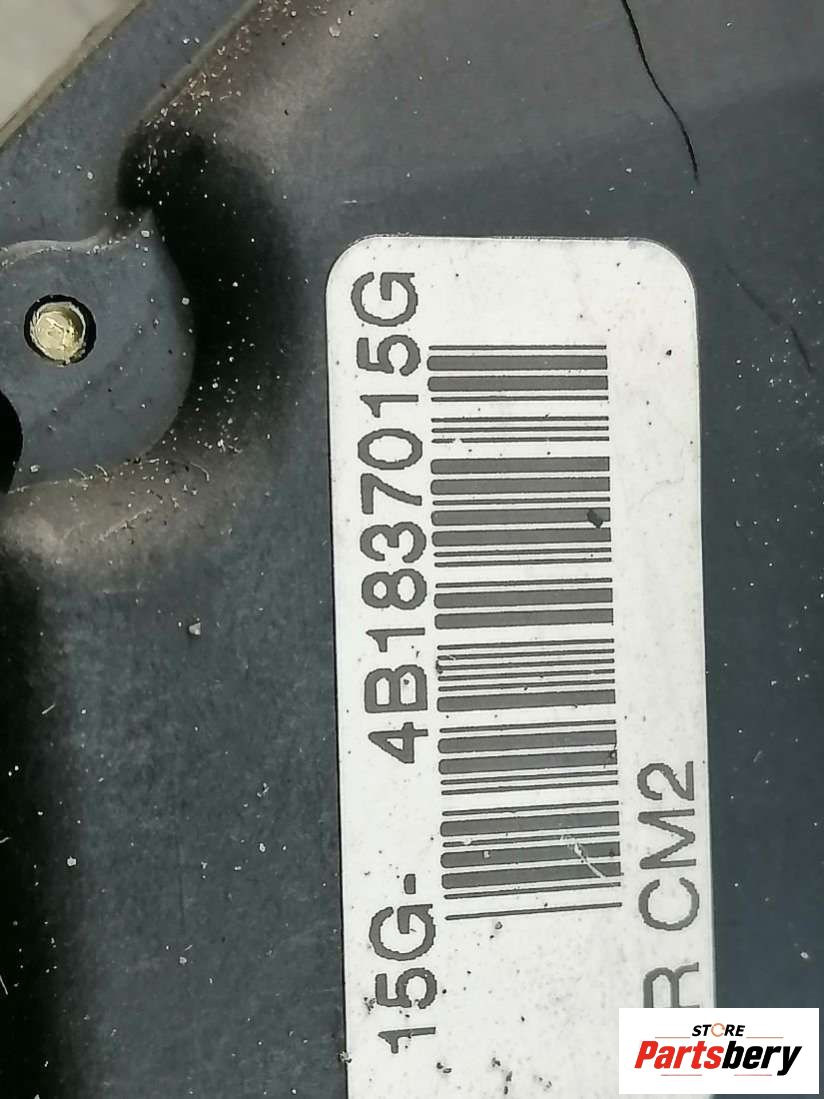 15G- 4B1837015G
R CM2
STORE
Partsbery